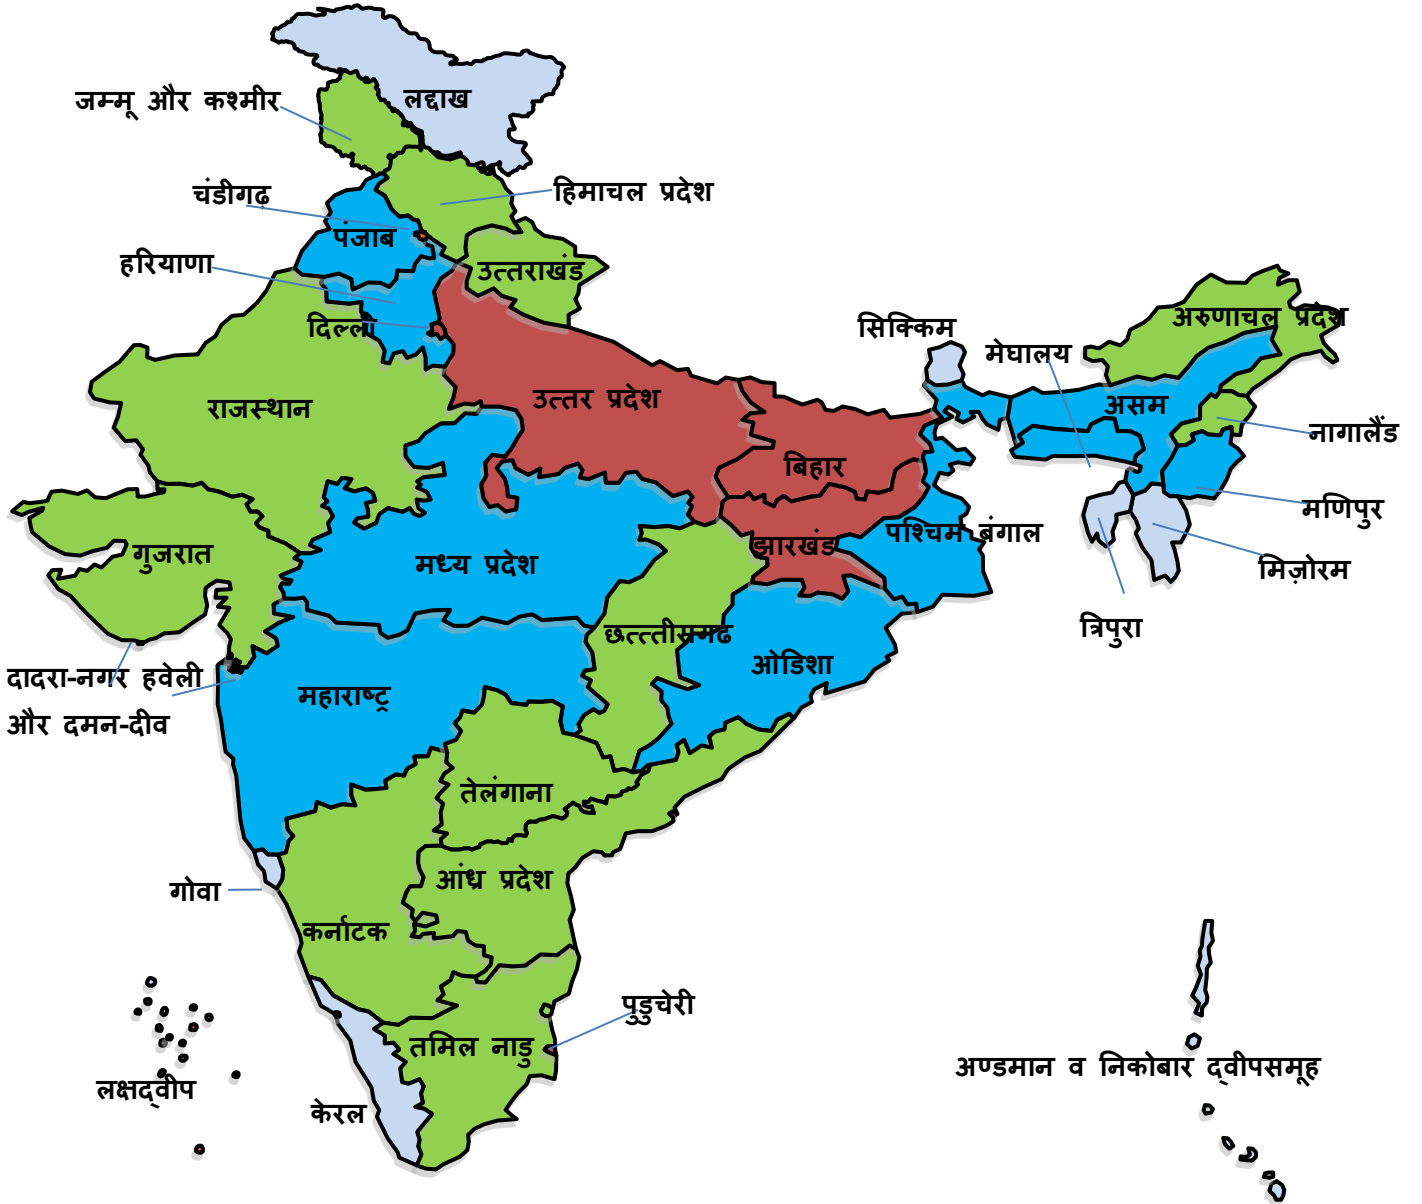 लद्दाख
जम्मू और कश्मीर
चंडीगढ़
हिमाचल प्रदेश
पंजाब
हरियाणा
उत्तराखंड
दिल्ली
सिक्किम
अरुणाचल प्रदेश
मेघालय
राजस्थान
उत्तर प्रदेश
असम
नागालैंड
बिहार
मणिपुर
गुजरात
मध्य प्रदेश
झारखंड
पश्चिम बंगाल
मिज़ोरम
त्रिपुरा
छत्तीसगढ
ओडिशा
दादरा-नगर हवेली
और दमन-दीव
महाराष्ट्र
तेलंगाना
आंध्र प्रदेश
गोवा
कर्नाटक
पुडुचेरी
तमिल नाडु
अण्डमान व निकोबार द्वीपसमूह
लक्षद्वीप
केरल